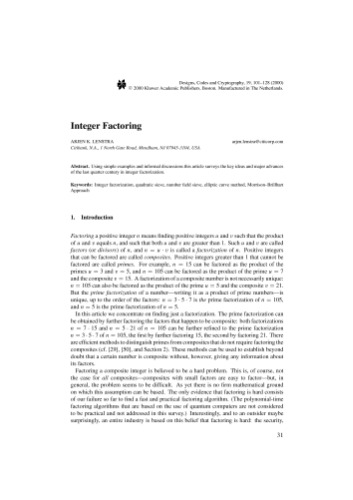 Designs, Codes and Cryptography, 19, 101–128 (2000)
© 2000 Kluwer Academic Publishers, Boston. Manufactured in The Netherlands.
Integer Factoring
ARJEN K. LENSTRA
arjen.lenstra@citicorp.com
Citibank, N.A., 1 North Gate Road, Mendham, NJ 07945-3104, USA
Abstract. Using simple examples and informal discussions this article surveys the key ideas and major advances
of the last quarter century in integer factorization.
Keywords: Integer factorization, quadratic sieve, number field sieve, elliptic curve method, Morrison–Brillhart
Approach
1. Introduction
Factoring a positive integer n means finding positive integers u and v such that the product
of u and v equals n, and such that both u and v are greater than 1. Such u and v are called
factors (or divisors) of n, and n = u · v is called a factorization of n. Positive integers
that can be factored are called composites. Positive integers greater than 1 that cannot be
factored are called primes. For example, n = 15 can be factored as the product of the
primes u = 3 and v = 5, and n = 105 can be factored as the product of the prime u = 7
and the composite v = 15. A factorization of a composite number is not necessarily unique:
n = 105 can also be factored as the product of the prime u = 5 and the composite v = 21.
But the prime factorization of a number—writing it as a product of prime numbers—is
unique, up to the order of the factors: n = 3 · 5 · 7 is the prime factorization of n = 105,
and n = 5 is the prime factorization of n = 5.
In this article we concentrate on finding just a factorization. The prime factorization can
be obtained by further factoring the factors that happen to be composite: both factorizations
n = 7 · 15 and n = 5 · 21 of n = 105 can be further refined to the prime factorization
n = 3 · 5 · 7 of n = 105, the first by further factoring 15, the second by factoring 21. There
are efficient methods to distinguish primes from composites that do not require factoring the
composites (cf. [29], [50], and Section 2). These methods can be used to establish beyond
doubt that a certain number is composite without, however, giving any information about
its factors.
Factoring a composite integer is believed to be a hard problem. This is, of course, not
the case for all composites—composites with small factors are easy to factor—but, in
general, the problem seems to be difficult. As yet there is no firm mathematical ground
on which this assumption can be based. The only evidence that factoring is hard consists
of our failure so far to find a fast and practical factoring algorithm. (The polynomial-time
factoring algorithms that are based on the use of quantum computers are not considered
to be practical and not addressed in this survey.) Interestingly, and to an outsider maybe
surprisingly, an entire industry is based on this belief that factoring is hard: the security,
31